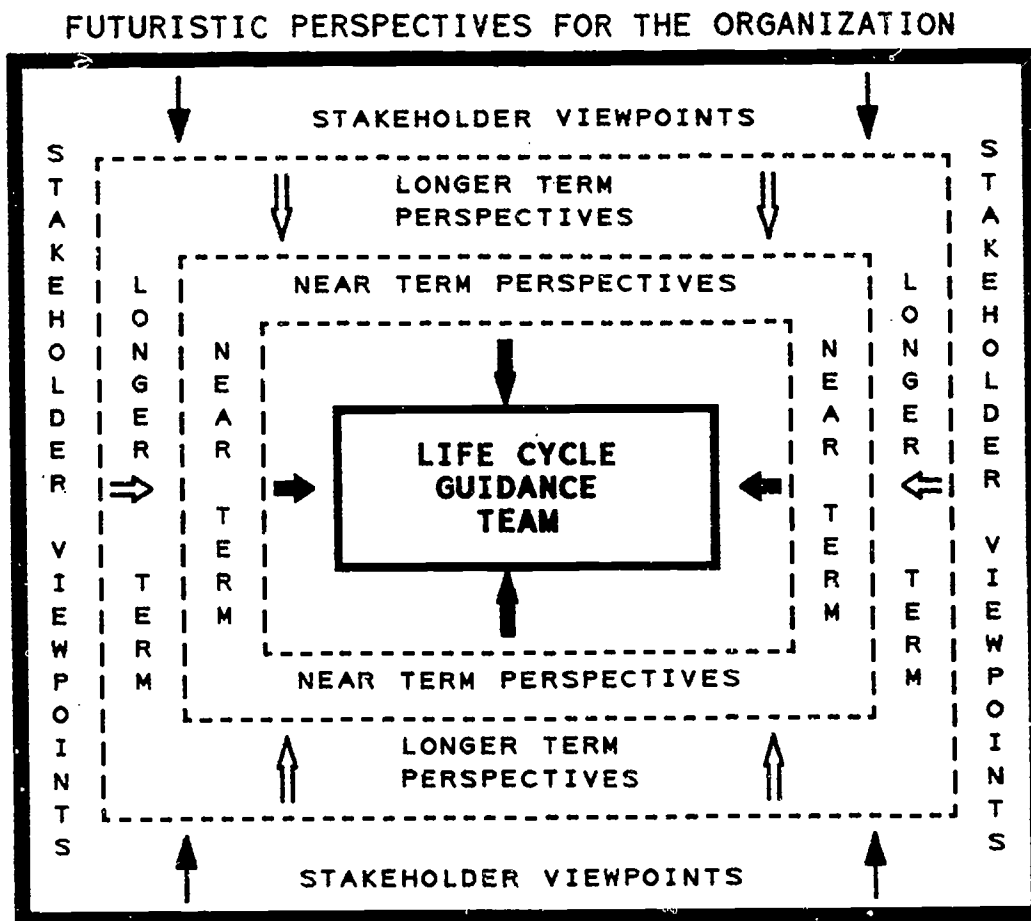 FUTURISTIC PERSPECTIVES FOR THE ORGANIZATION
STAKEHOLDER VIEWPOINTS
LONGER TERM
PERSPECTIVES
NEAR TERM PERSPECTIVES
STAKEHOLDER VIEWPOINTS
LONGER TERM
NEAR TERM
LIFE CYCLE
GUIDANCE
TEAM
NEAR TERM
LONGER TERM
STAKEHOLDER VIEWPOINTS
NEAR TERM PERSPECTIVES
LONGER TERM
PERSPECTIVES
STAKEHOLDER VIEWPOINTS